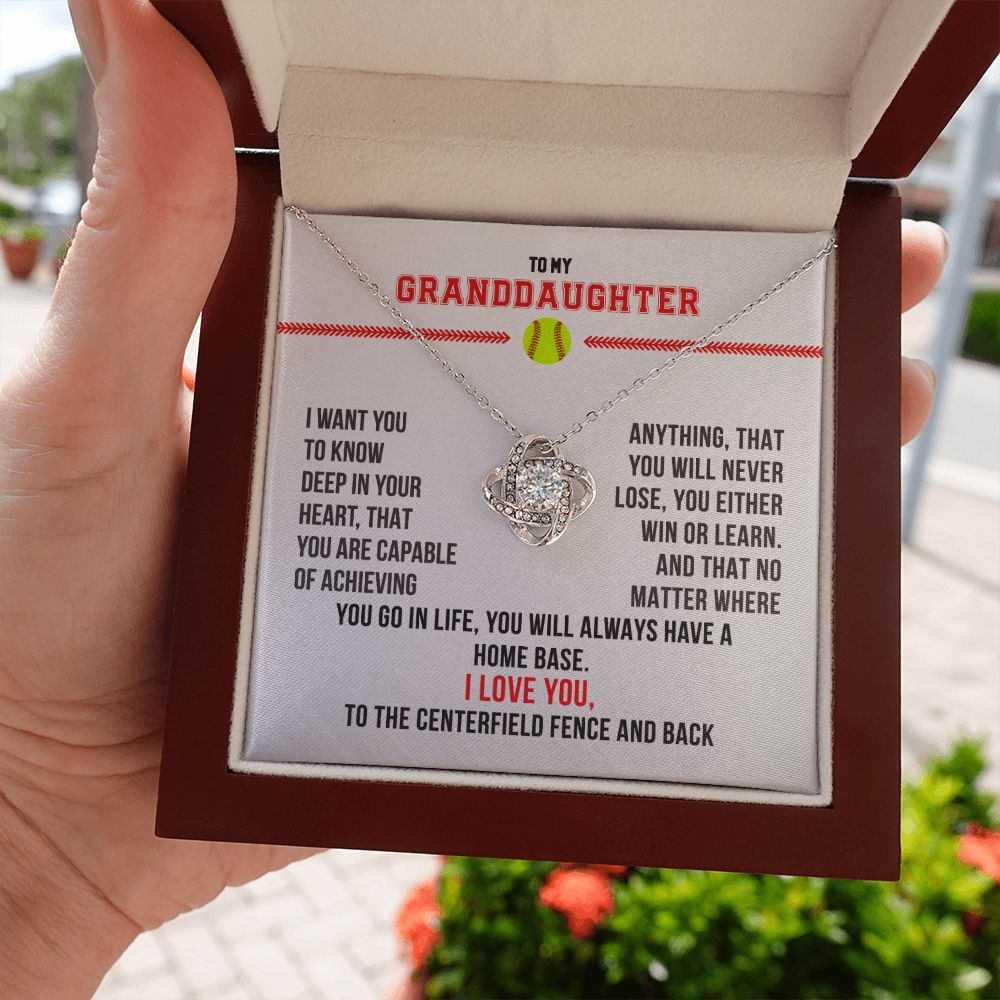 TO MY
GRANDDAUGHTER
I WANT YOU
TO KNOW
DEEP IN YOUR
HEART, THAT
YOU ARE CAPABLE
OF ACHIEVING
ANYTHING, THAT
YOU WILL NEVER
LOSE, YOU EITHER
WIN OR LEARN.
AND THAT NO
MATTER WHERE
YOU GO IN LIFE, YOU WILL ALWAYS HAVE A
HOME BASE.
I LOVE YOU,
TO THE CENTERFIELD FENCE AND BACK